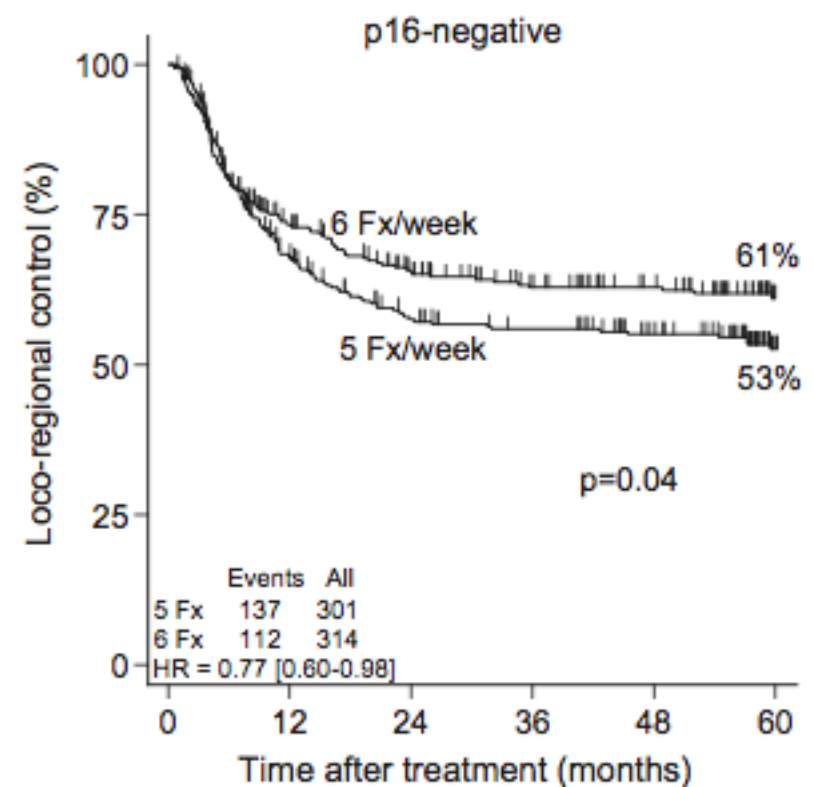 p16-negative
Loco-regional control (%)
100
75
50
25
0
6 Fx/week
61%
5 Fx/week
53%
p=0.04
Events All
5 Fx 137 301
6 Fx 112 314
HR = 0.77 [0.60-0.98]
0 12 24 36 48 60
Time after treatment (months)